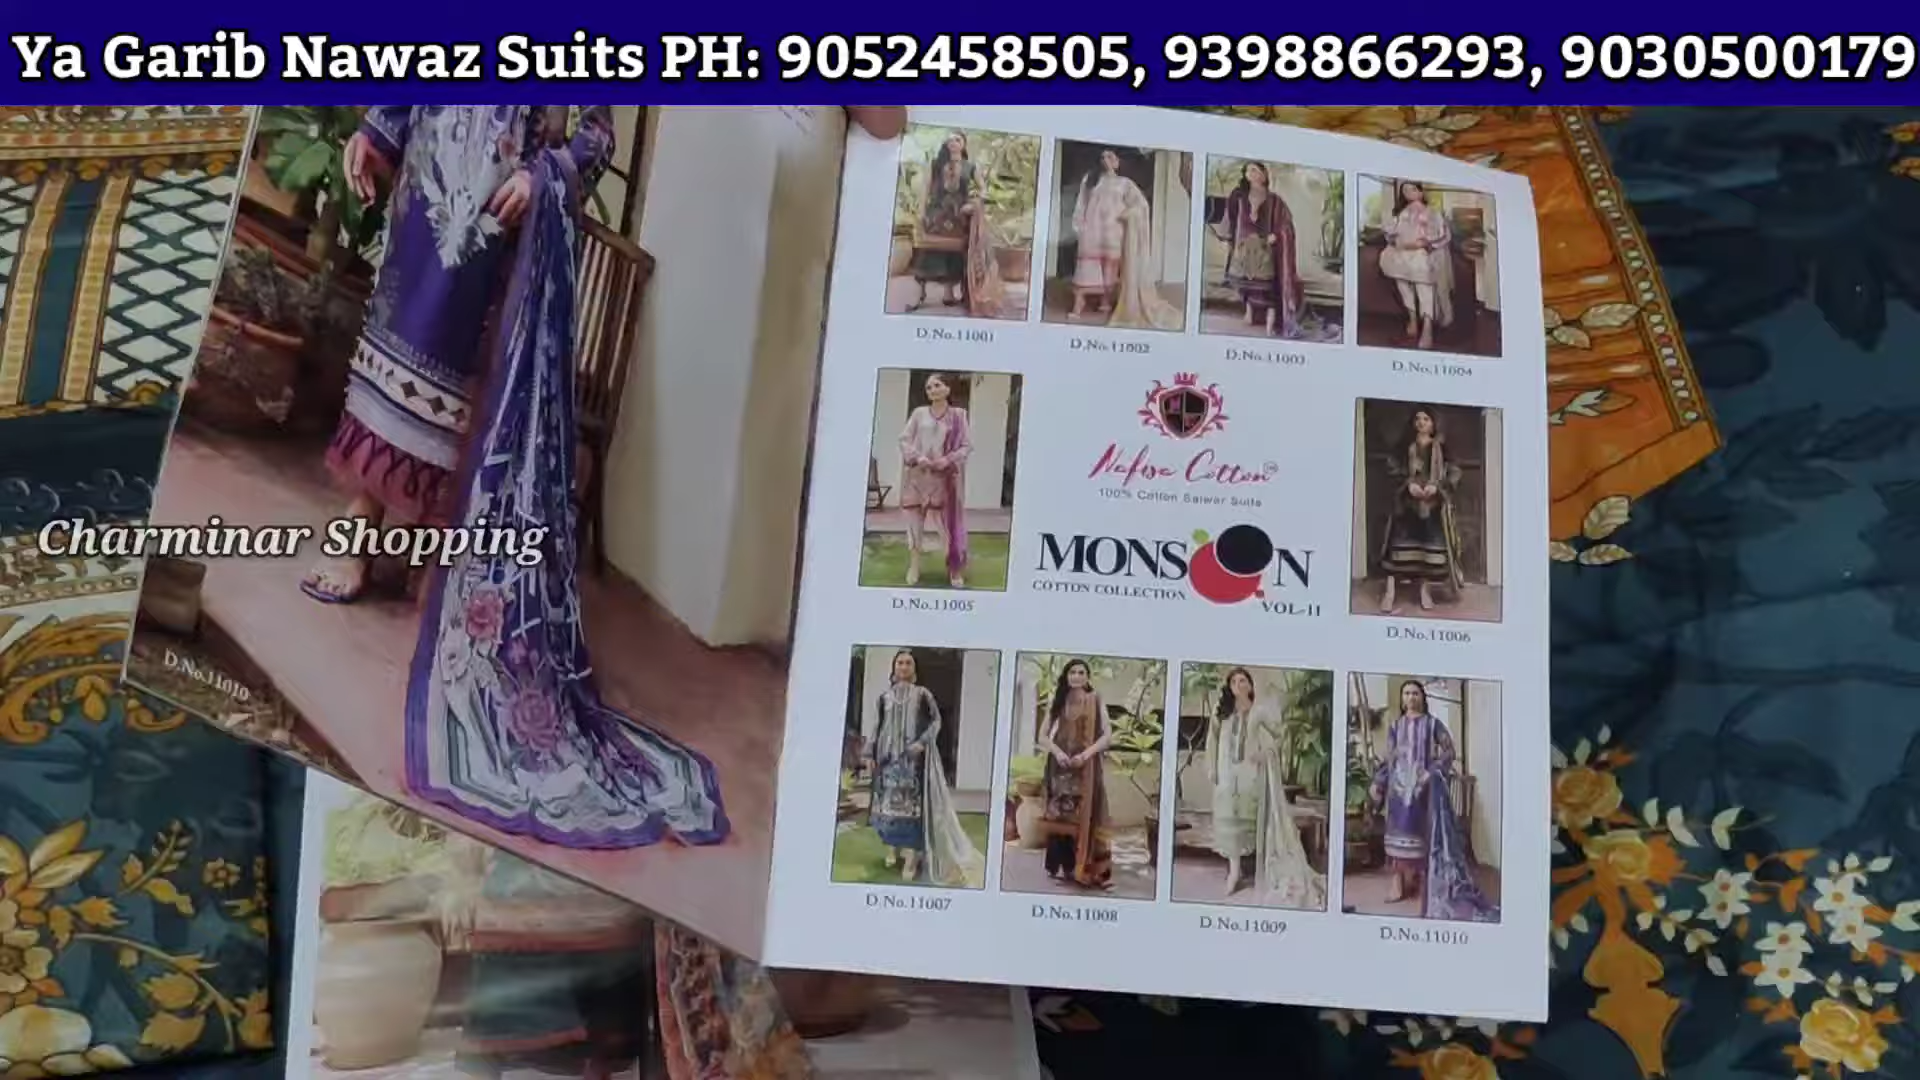 Ya Garib Nawaz Suits PH: 9052458505, 9398866293, 9030500179
D.No.11001
D.No.11002
D.No.11003
D.No.11004
Nafisa Cotton
100% Cotton Salwar Suits
MONSOON
COTTON COLLECTION
VOL-11
Charminar Shopping
D.No.11005
D.No.11006
D.No.11010
D.No.11007
D.No.11008
D.No.11009
D.No.11010